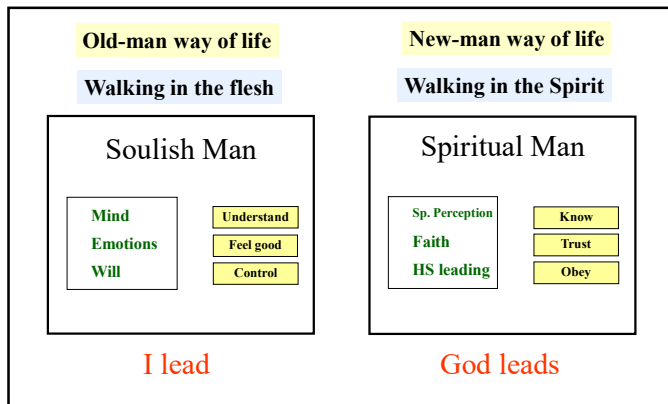 Old-man way of life
Walking in the flesh
Soulish Man
Mind
Understand
Emotions
Feel good
Will
Control
I lead
New-man way of life
Walking in the Spirit
Spiritual Man
Sp. Perception
Know
Faith
Trust
HS leading
Obey
God leads